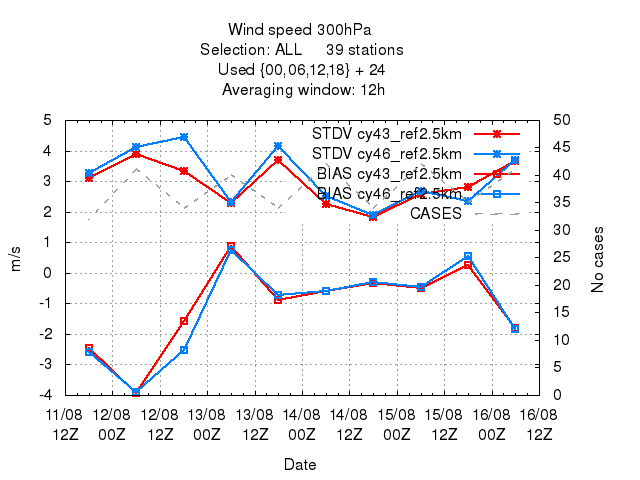 Wind speed 300hPa
Selection: ALL 39 stations
Used {00,06,12,18} + 24
Averaging window: 12h
STDV cy43_ref2.5km
STDV cy46_ref2.5km
BIAS cy43_ref2.5km
BIAS cy46_ref2.5km
CASES
5
4
3
2
1
0
-1
-2
-3
-4
m/s
50
45
40
35
30
25
20
15
10
5
0
No cases
11/08 12/08 12/08 13/08 13/08 14/08 14/08 15/08 15/08 16/08 16/08
12Z 00Z 12Z 00Z 12Z 00Z 12Z 00Z 12Z 00Z 12Z
Date